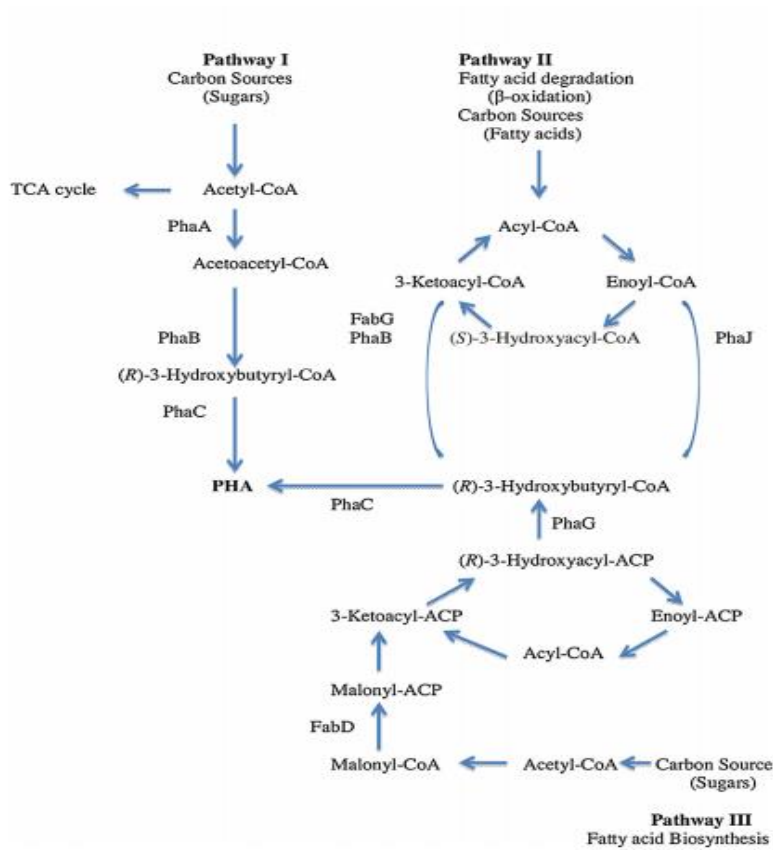 Pathway I
Carbon Sources
(Sugars)
Pathway II
Fatty acid degradation
(β-oxidation)
Carbon Sources
(Fatty acids)
TCA cycle
Acetyl-CoA
PhaA
Acetoacetyl-CoA
PhaB
(R)-3-Hydroxybutyryl-CoA
PhaC
PHA
Acyl-CoA
3-Ketoacyl-CoA
Enoyl-CoA
FabG
PhaB
(S)-3-Hydroxyacyl-CoA
PhaJ
(R)-3-Hydroxybutyryl-CoA
PhaC
PhaG
(R)-3-Hydroxyacyl-ACP
3-Ketoacyl-ACP
Enoyl-ACP
Acyl-CoA
Malonyl-ACP
FabD
Malonyl-CoA
Acetyl-CoA
Carbon Source
(Sugars)
Pathway III
Fatty acid Biosynthesis